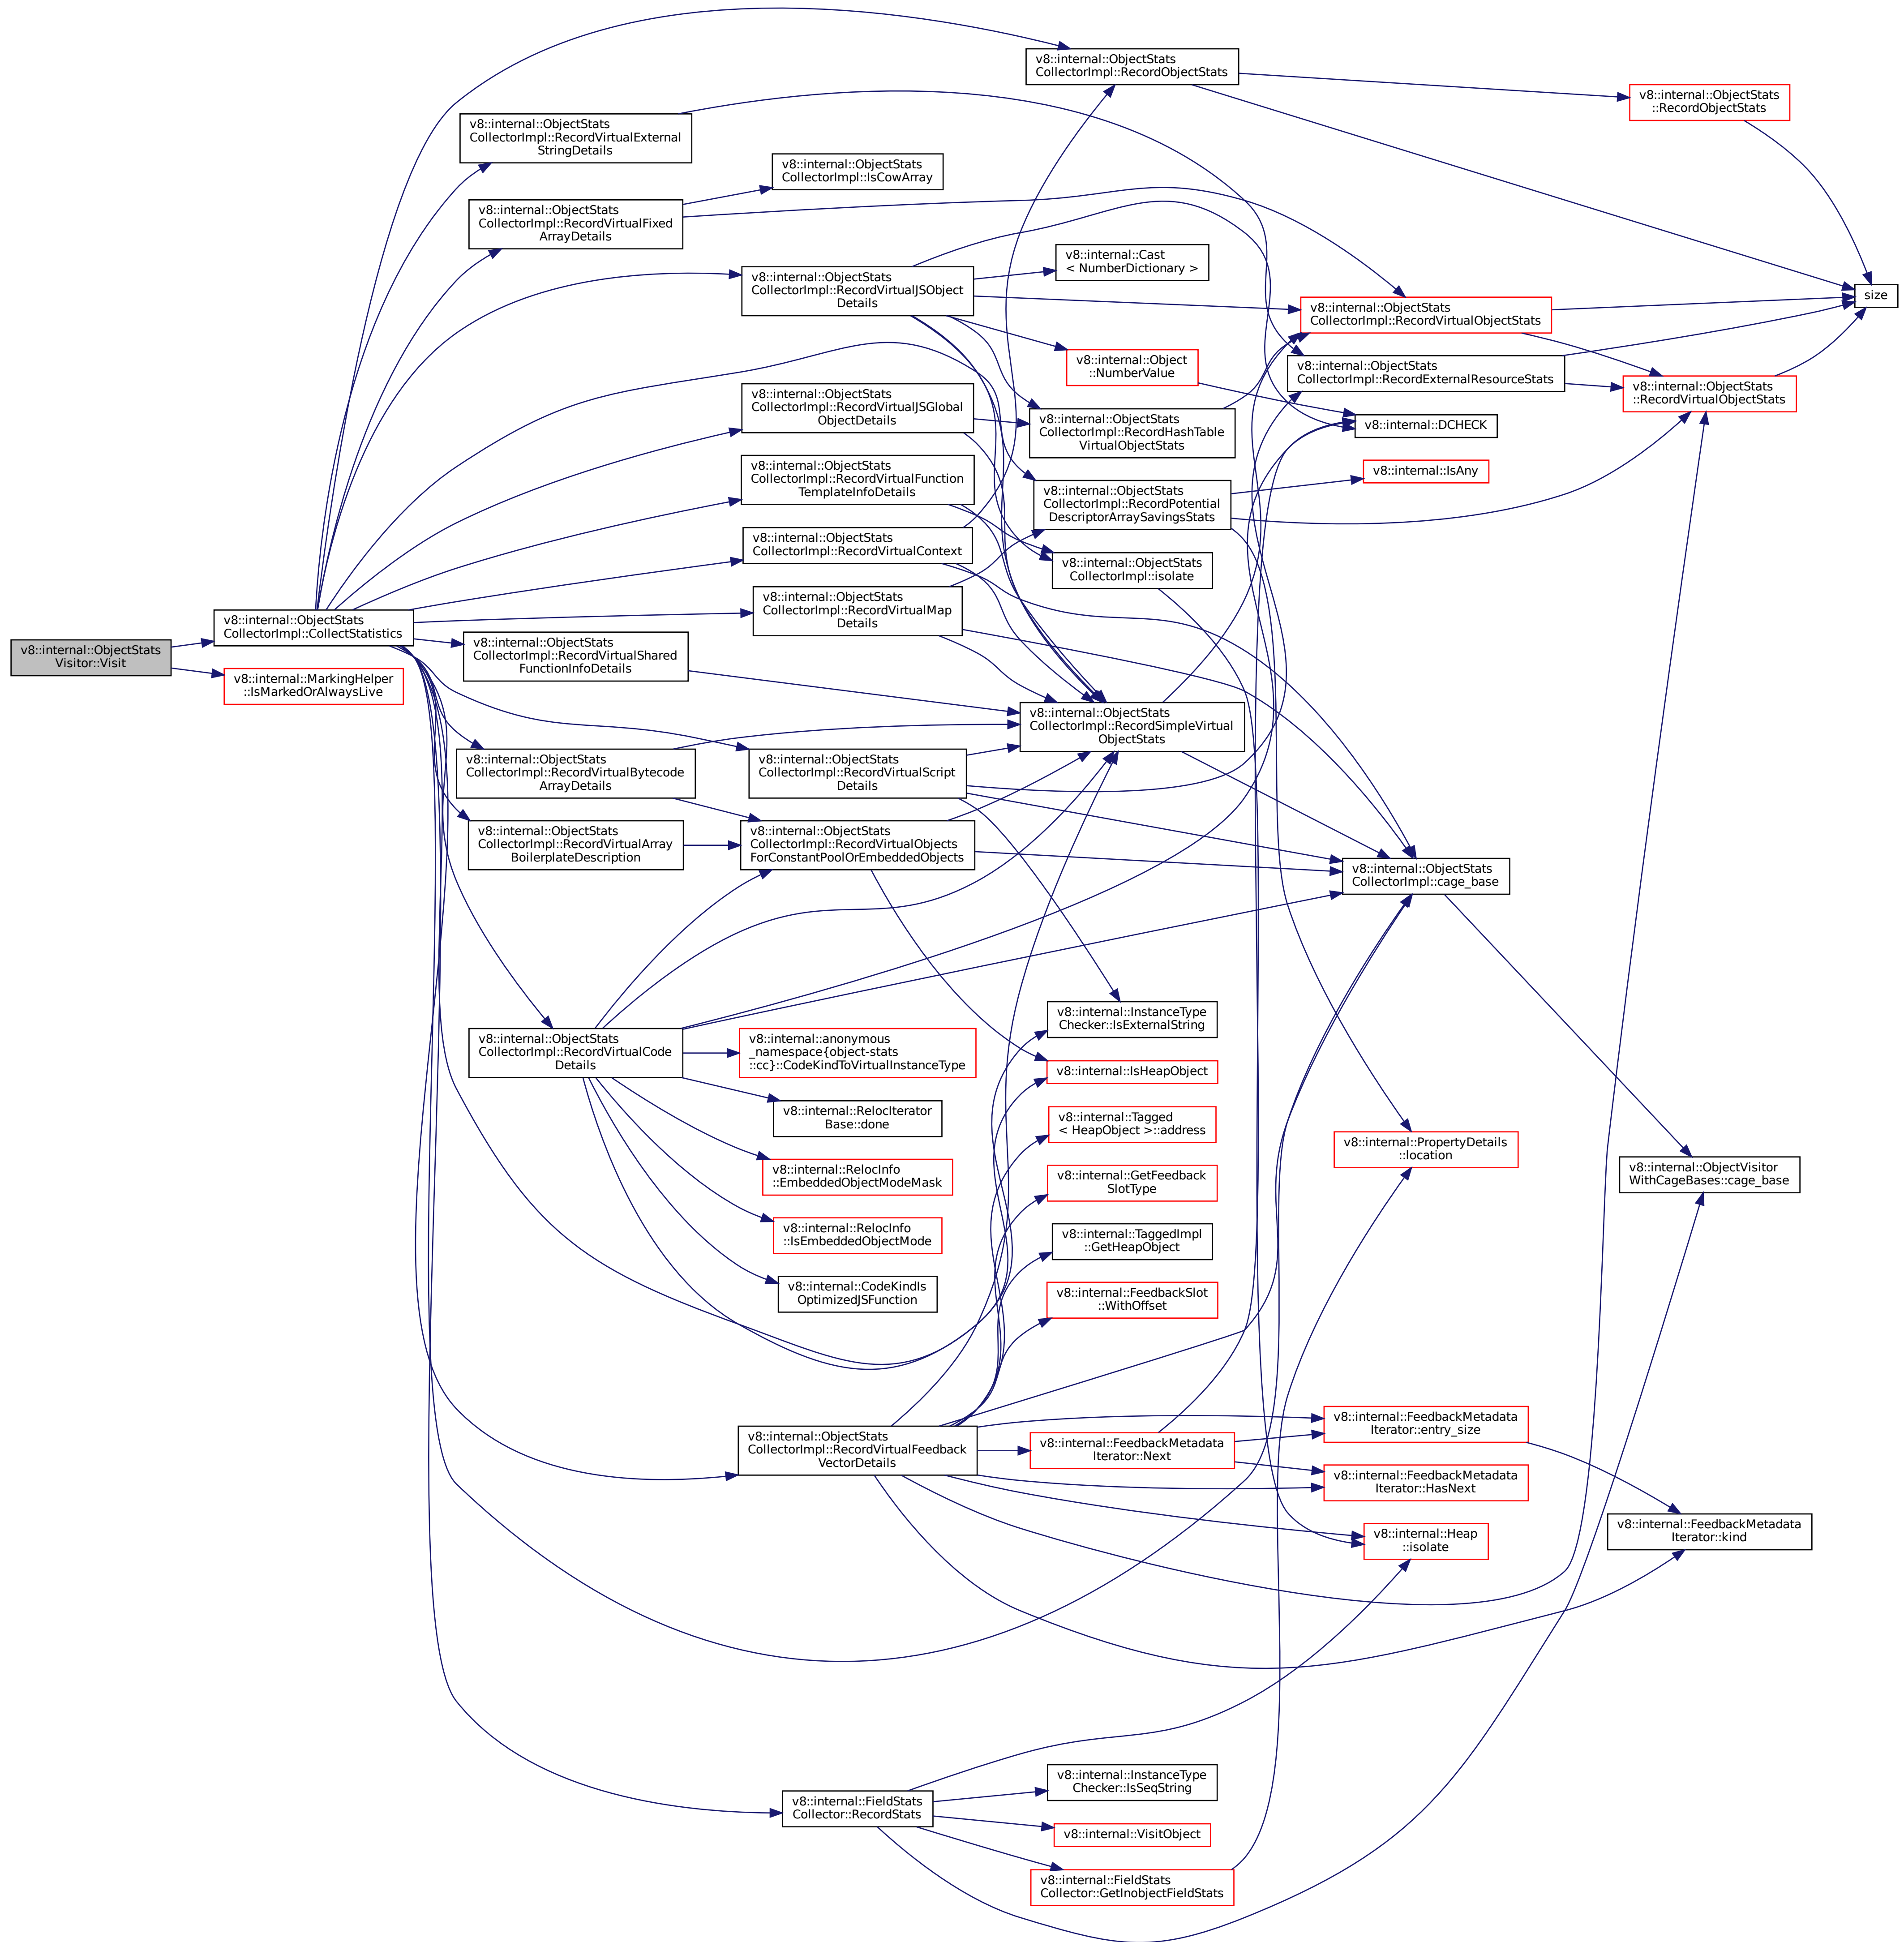 v8::internal::ObjectStats
Visitor::Visit
v8::internal::ObjectStats
CollectorImpl::CollectStatistics
v8::internal::MarkingHelper
::IsMarkedOrAlwaysLive
v8::internal::ObjectStats
CollectorImpl::RecordVirtualExternal
StringDetails
v8::internal::ObjectStats
CollectorImpl::RecordVirtualFixed
ArrayDetails
v8::internal::ObjectStats
CollectorImpl::RecordVirtualShared
FunctionInfoDetails
v8::internal::ObjectStats
CollectorImpl::RecordVirtualBytecode
ArrayDetails
v8::internal::ObjectStats
CollectorImpl::RecordVirtualArray
BoilerplateDescription
v8::internal::ObjectStats
CollectorImpl::RecordVirtualCode
Details
v8::internal::ObjectStats
CollectorImpl::IsCowArray
v8::internal::ObjectStats
CollectorImpl::RecordVirtualJSObject
Details
v8::internal::ObjectStats
CollectorImpl::RecordVirtualJSGlobal
ObjectDetails
v8::internal::ObjectStats
CollectorImpl::RecordVirtualFunction
TemplateInfoDetails
v8::internal::ObjectStats
CollectorImpl::RecordVirtualContext
v8::internal::ObjectStats
CollectorImpl::RecordVirtualMap
Details
v8::internal::ObjectStats
CollectorImpl::RecordVirtualScript
Details
v8::internal::ObjectStats
CollectorImpl::RecordVirtualObjects
ForConstantPoolOrEmbeddedObjects
v8::internal::anonymous
_namespace{object-stats
::cc}::CodeKindToVirtualInstanceType
v8::internal::RelocIterator
Base::done
v8::internal::RelocInfo
::EmbeddedObjectModeMask
v8::internal::RelocInfo
::IsEmbeddedObjectMode
v8::internal::CodeKindIs
OptimizedJSFunction
v8::internal::ObjectStats
CollectorImpl::RecordVirtualFeedback
VectorDetails
v8::internal::FieldStats
Collector::RecordStats
v8::internal::ObjectStats
CollectorImpl::RecordObjectStats
v8::internal::Cast
< NumberDictionary >
v8::internal::Object
::NumberValue
v8::internal::ObjectStats
CollectorImpl::RecordHashTable
VirtualObjectStats
v8::internal::ObjectStats
CollectorImpl::RecordPotential
DescriptorArraySavingsStats
v8::internal::ObjectStats
CollectorImpl::isolate
v8::internal::ObjectStats
CollectorImpl::RecordSimpleVirtual
ObjectStats
v8::internal::InstanceType
Checker::IsExternalString
v8::internal::IsHeapObject
v8::internal::Tagged
< HeapObject >::address
v8::internal::GetFeedback
SlotType
v8::internal::TaggedImpl
::GetHeapObject
v8::internal::FeedbackSlot
::WithOffset
v8::internal::FeedbackMetadata
Iterator::Next
v8::internal::InstanceType
Checker::IsSeqString
v8::internal::VisitObject
v8::internal::FieldStats
Collector::GetInobjectFieldStats
v8::internal::ObjectStats
CollectorImpl::RecordVirtualObjectStats
v8::internal::ObjectStats
CollectorImpl::RecordExternalResourceStats
v8::internal::DCHECK
v8::internal::IsAny
v8::internal::ObjectStats
CollectorImpl::cage_base
v8::internal::PropertyDetails
::location
v8::internal::FeedbackMetadata
Iterator::entry_size
v8::internal::FeedbackMetadata
Iterator::HasNext
v8::internal::Heap
::isolate
v8::internal::ObjectStats
::RecordObjectStats
v8::internal::ObjectStats
::RecordVirtualObjectStats
v8::internal::ObjectVisitor
WithCageBases::cage_base
v8::internal::FeedbackMetadata
Iterator::kind
size